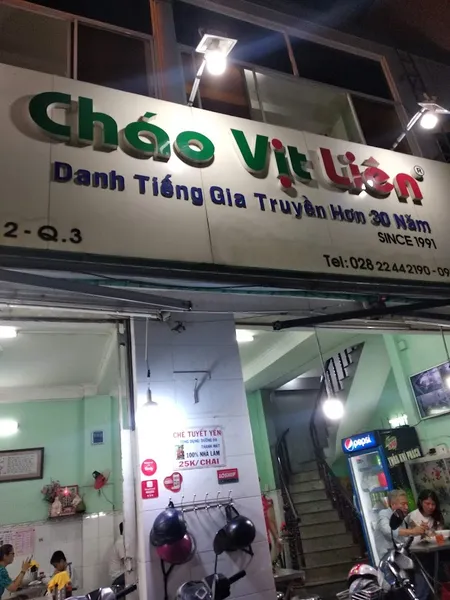 Cháo Vịt Liên®
Danh Tiếng Gia Truyền Hơn 30 Năm
SINCE 1991
2 - Q.3
Tel: 028 22 44 2190 - 09
CHÈ TUYẾT YẾN
100% NHÀ LÀM
25K/CHAI
pepsi